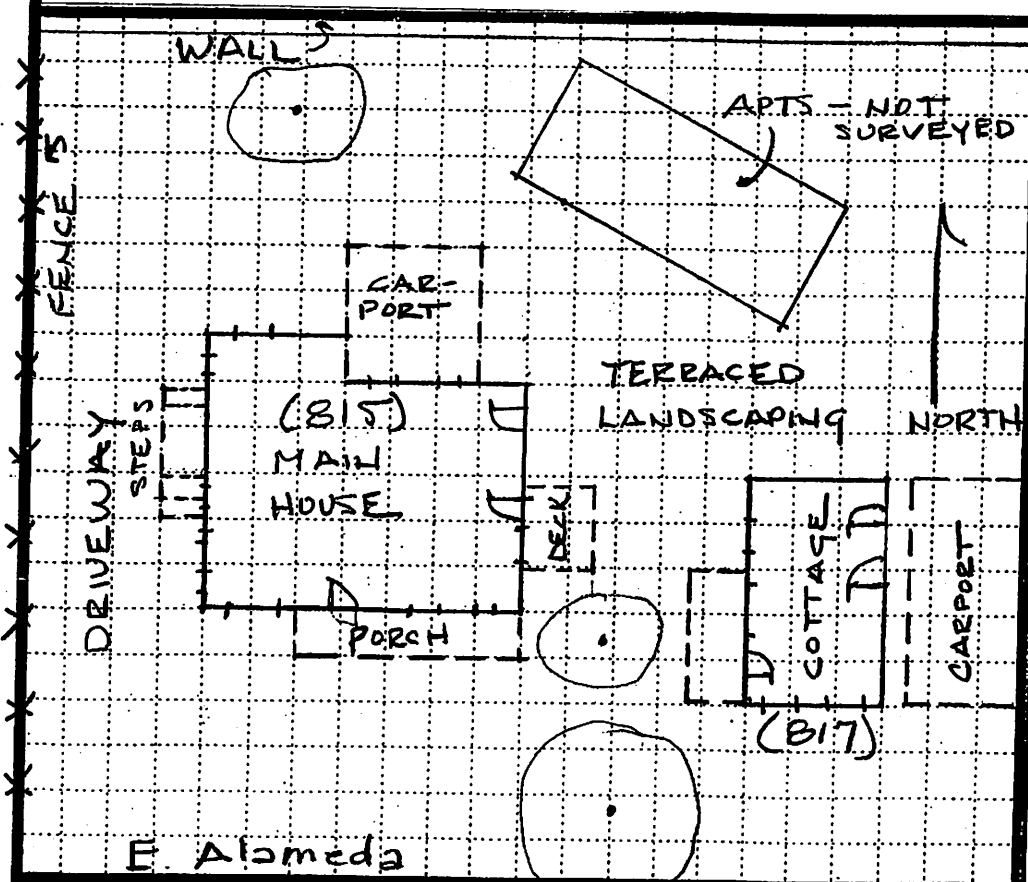 WALL
APTS - NOT
SURVEYED
FENCE
CAR-
PORT
TERRACED
LANDSCAPING
NORTH
(815)
MAIN
HOUSE
STEPS
DRIVEWAY
DECK
PORCH
COTTAGE
CARPORT
(817)
E. Alameda